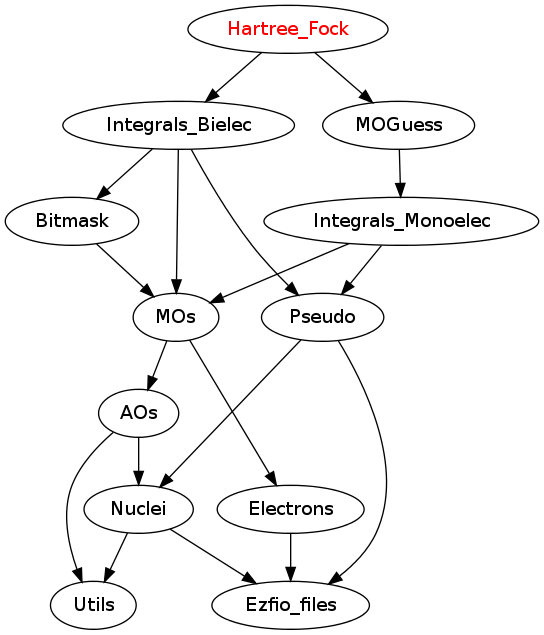 Hartree_Fock
Integrals_Bielec
MOGuess
Bitmask
Integrals_Monoelec
MOs
Pseudo
AOs
Nuclei
Electrons
Utils
Ezfio_files